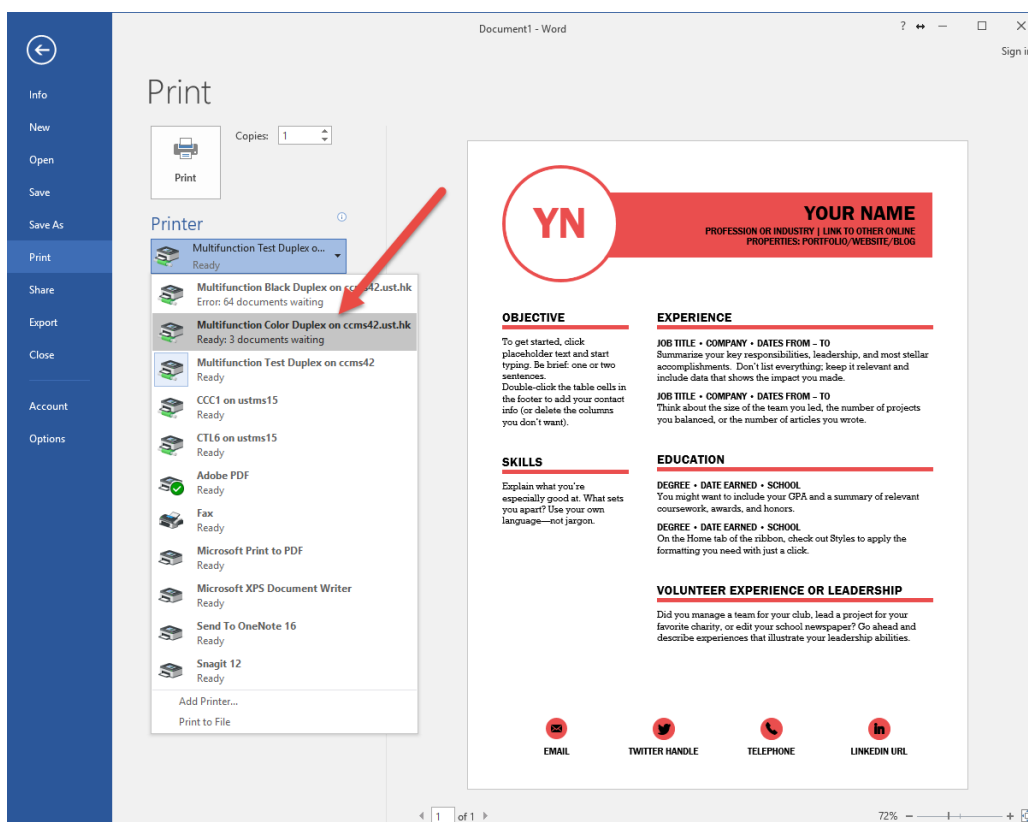 Document1 - Word
?
Sign in
Info
New
Open
Save
Save As
Print
Share
Export
Close
Account
Options
Print
Print
Copies: 1
Printer
Multifunction Test Duplex o...
Ready
Multifunction Black Duplex on ccms42.ust.hk
Error: 64 documents waiting
Multifunction Color Duplex on ccms42.ust.hk
Ready: 3 documents waiting
Multifunction Test Duplex on ccms42
Ready
CCC1 on ustms15
Ready
CTL6 on ustms15
Ready
Adobe PDF
Ready
Fax
Ready
Microsoft Print to PDF
Ready
Microsoft XPS Document Writer
Ready
Send To OneNote 16
Ready
Snagit 12
Ready
Add Printer...
Print to File
YN
YOUR NAME
PROFESSION OR INDUSTRY | LINK TO OTHER ONLINE
PROPERTIES: PORTFOLIO/WEBSITE/BLOG
OBJECTIVE
To get started, click
placeholder text and start
typing. Be brief: one or two
sentences.
Double-click the table cells in
the footer to add your contact
info (or delete the columns
you don't want).
SKILLS
Explain what you're
especially good at. What sets
you apart? Use your own
language—not jargon.
EXPERIENCE
JOB TITLE • COMPANY • DATES FROM – TO
Summarize your key responsibilities, leadership, and most stellar
accomplishments. Don't list everything; keep it relevant and
include data that shows the impact you made.
JOB TITLE • COMPANY • DATES FROM – TO
Think about the size of the team you led, the number of projects
you balanced, or the number of articles you wrote.
EDUCATION
DEGREE • DATE EARNED • SCHOOL
You might want to include your GPA and a summary of relevant
coursework, awards, and honors.
DEGREE • DATE EARNED • SCHOOL
On the Home tab of the ribbon, check out Styles to apply the
formatting you need with just a click.
VOLUNTEER EXPERIENCE OR LEADERSHIP
Did you manage a team for your club, lead a project for your
favorite charity, or edit your school newspaper? Go ahead and
describe experiences that illustrate your leadership abilities.
in
EMAIL
TWITTER HANDLE
TELEPHONE
LINKEDIN URL
1 of 1
72%